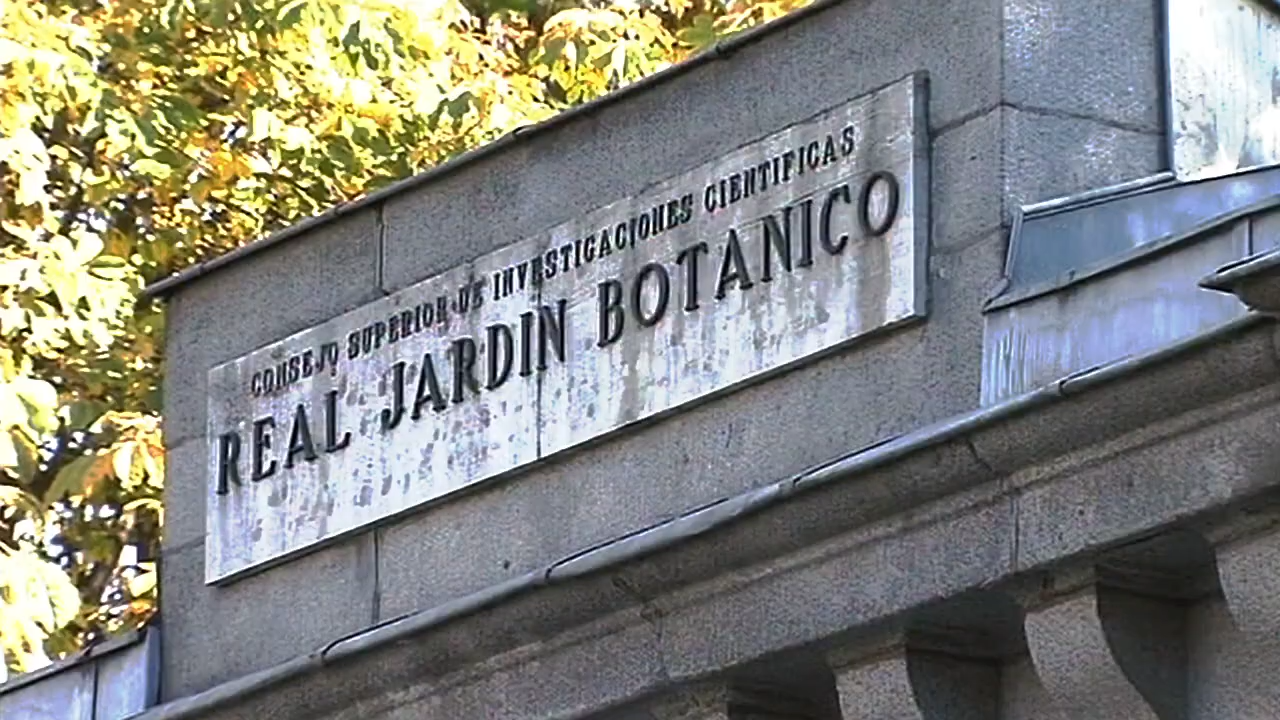 CONSEJO SUPERIOR DE INVESTIGACIONES CIENTIFICAS
REAL JARDIN BOTANICO